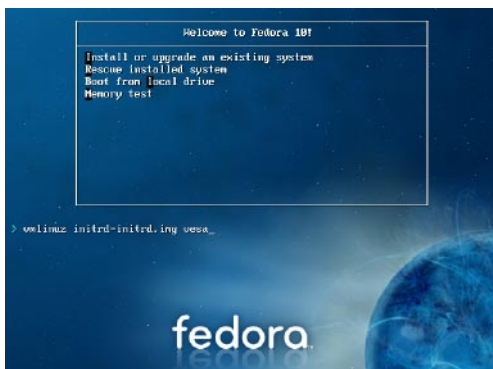 Welcome to Fedora 10!
Install or upgrade an existing system
Rescue installed system
Boot from local drive
Memory test
> vmlinuz initrd=initrd.img vesa_
fedora